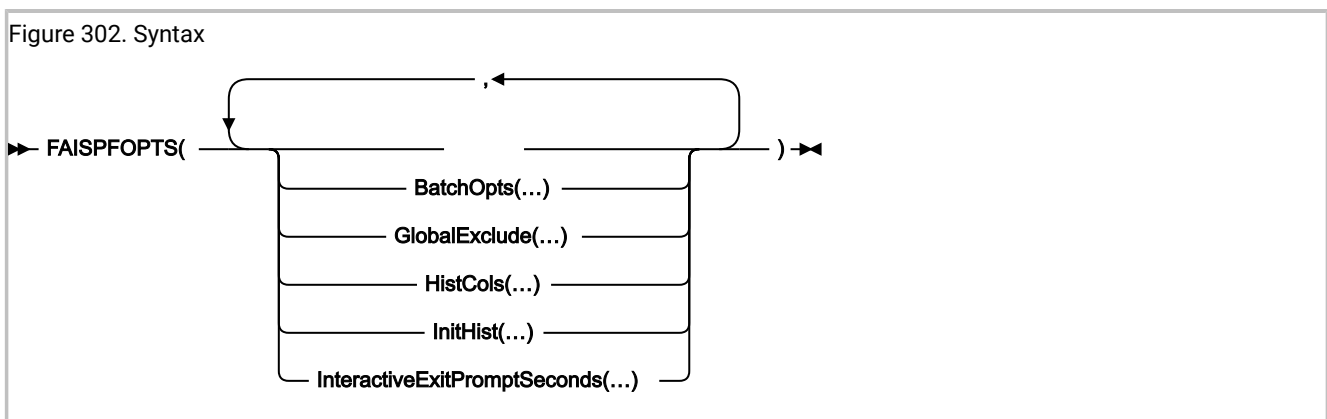 Figure 302. Syntax
,
FAISPFOPTS( )
BatchOpts(...)
GlobalExclude(...)
HistCols(...)
InitHist(...)
InteractiveExitPromptSeconds(...)